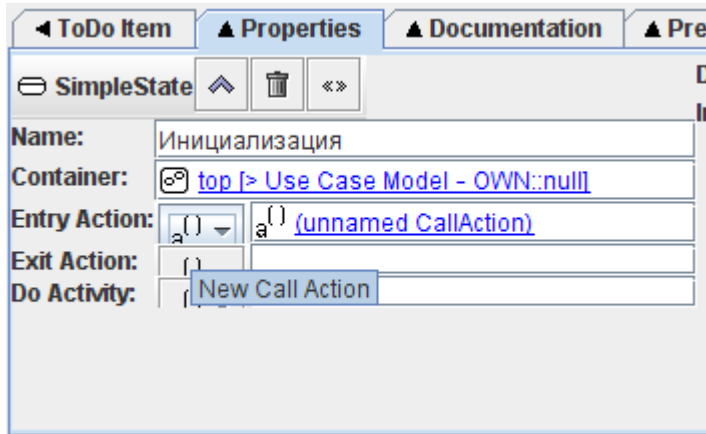 ToDo Item Properties Documentation Pre
SimpleState «»
Name: Инициализация
Container: top [> Use Case Model - OWN::null]
Entry Action: a() a() (unnamed CallAction)
Exit Action:
Do Activity: New Call Action